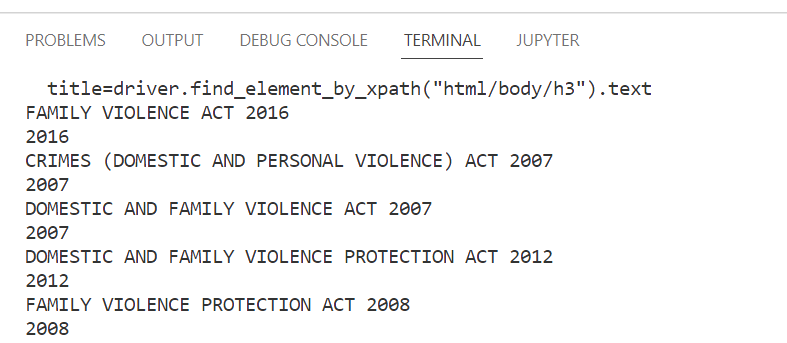 PROBLEMS OUTPUT DEBUG CONSOLE TERMINAL JUPYTER
title=driver.find_element_by_xpath("html/body/h3").text
FAMILY VIOLENCE ACT 2016
2016
CRIMES (DOMESTIC AND PERSONAL VIOLENCE) ACT 2007
2007
DOMESTIC AND FAMILY VIOLENCE ACT 2007
2007
DOMESTIC AND FAMILY VIOLENCE PROTECTION ACT 2012
2012
FAMILY VIOLENCE PROTECTION ACT 2008
2008